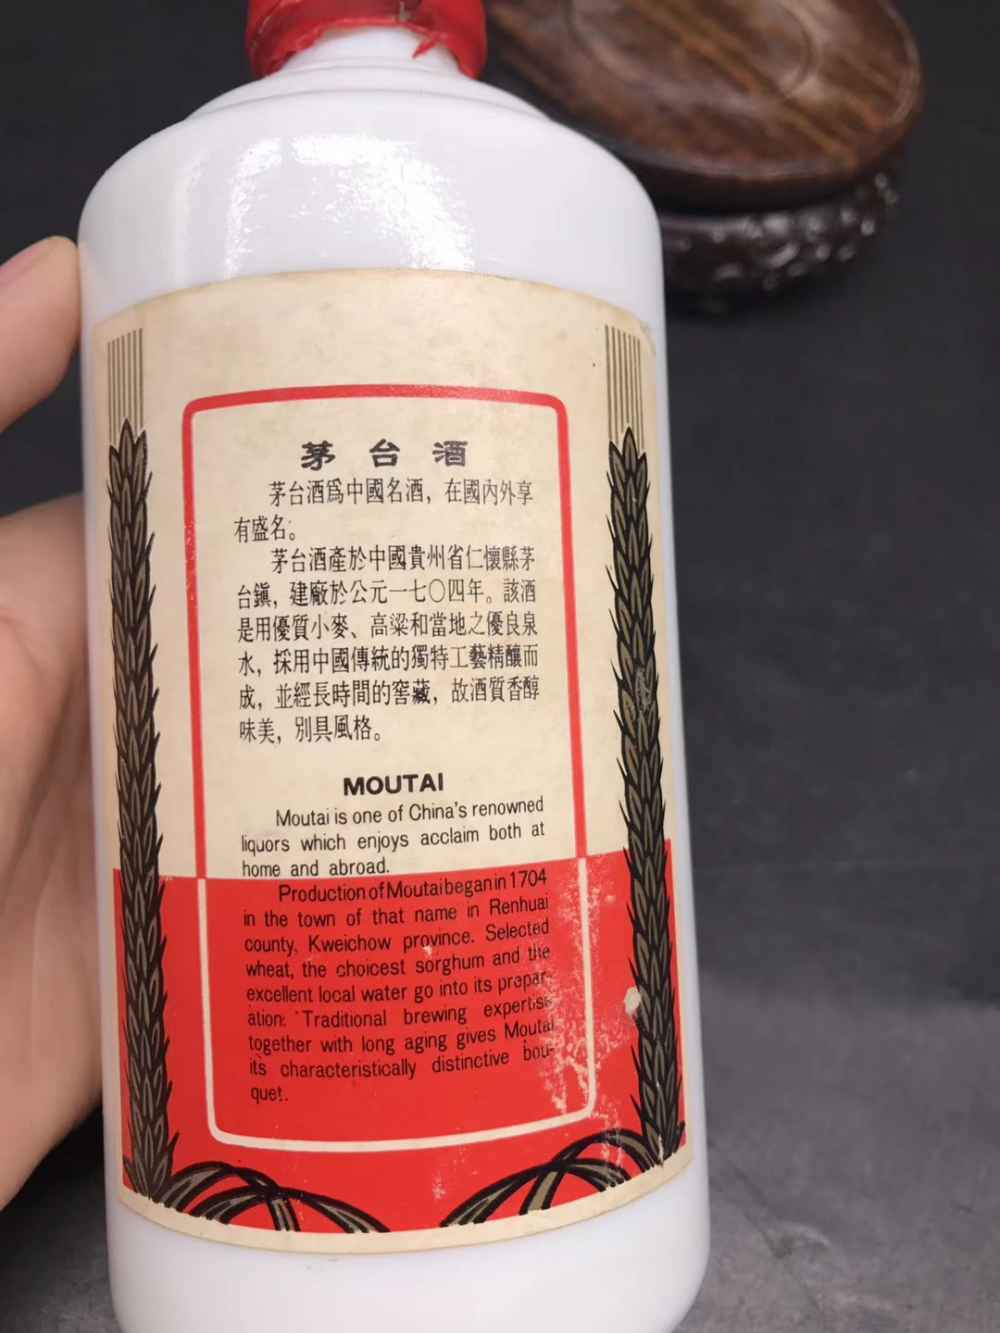 茅台酒
茅台酒爲中國名酒，在國內外享
有盛名。
茅台酒產於中國貴州省仁懷縣茅
台鎭，建廠於公元一七〇四年。該酒
是用優質小麥、高粱和當地之優良泉
水，採用中國傳統的獨特工藝精釀而
成，並經長時間的窖藏，故酒質香醇
味美，別具風格。
MOUTAI
Moutai is one of China's renowned
liquors which enjoys acclaim both at
home and abroad.
Production of Moutai began in 1704
in the town of that name in Renhuai
county, Kweichow province. Selected
wheat, the choicest sorghum and the
excellent local water go into its prepar-
ation. Traditional brewing expertise
together with long aging gives Moutai
its characteristically distinctive bou-
quet.